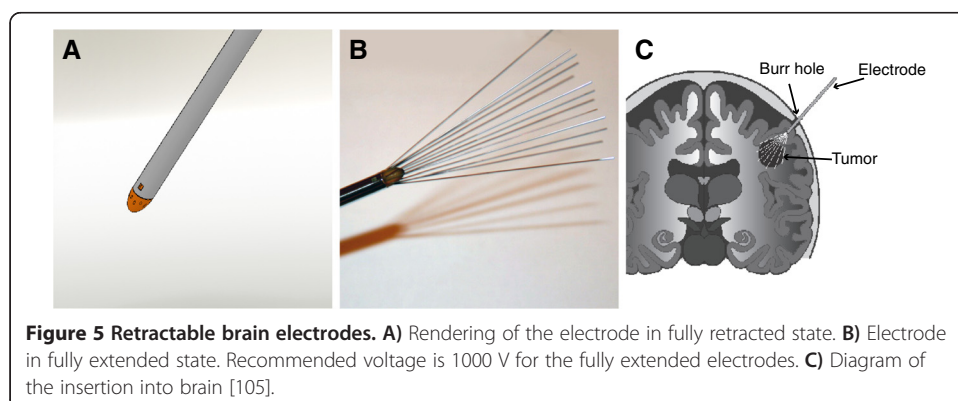 A
B
C
Burr hole
Electrode
Tumor
Figure 5 Retractable brain electrodes. A) Rendering of the electrode in fully retracted state. B) Electrode
in fully extended state. Recommended voltage is 1000 V for the fully extended electrodes. C) Diagram of
the insertion into brain [105].